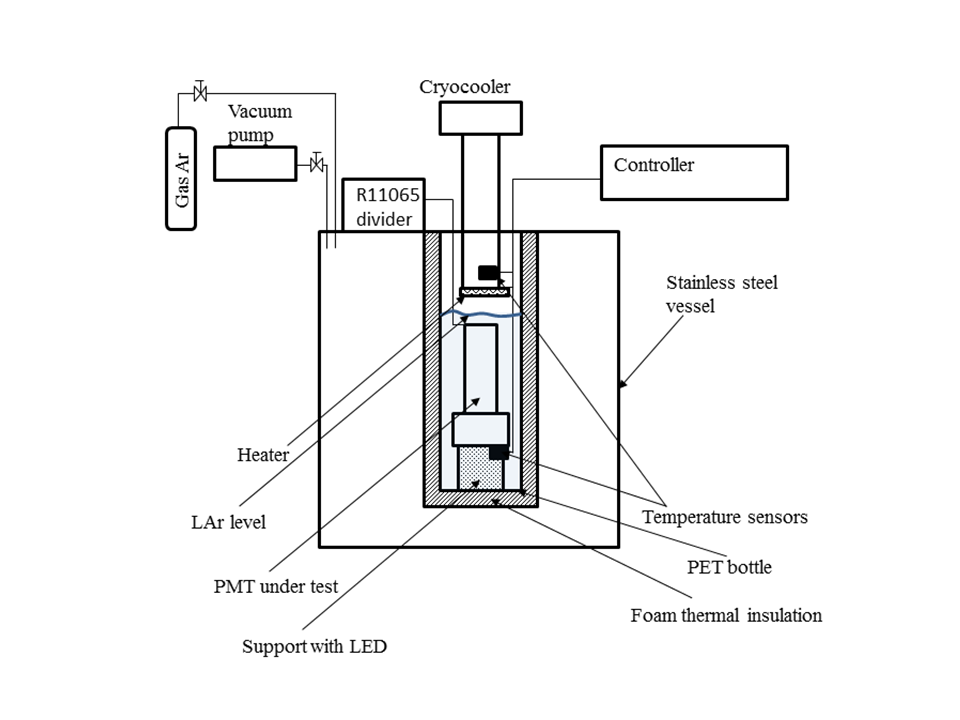 Cryocooler
Vacuum
pump
Gas Ar
Controller
R11065
divider
Stainless steel
vessel
Heater
LAr level
Temperature sensors
PET bottle
PMT under test
Foam thermal insulation
Support with LED